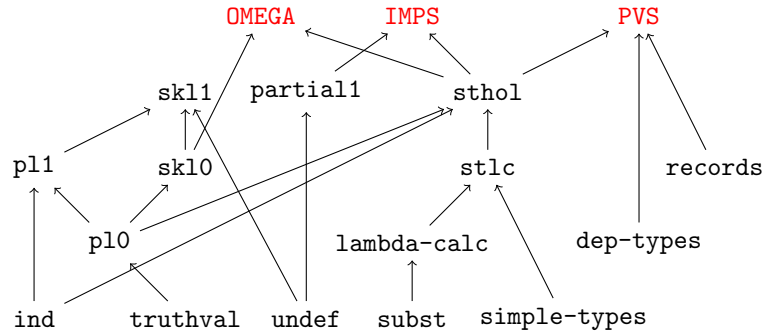 OMEGA IMPS PVS
skl1 partial1 sthol
pl1 skl0 stlc records
pl0 lambda-calc dep-types
ind truthval undef subst simple-types